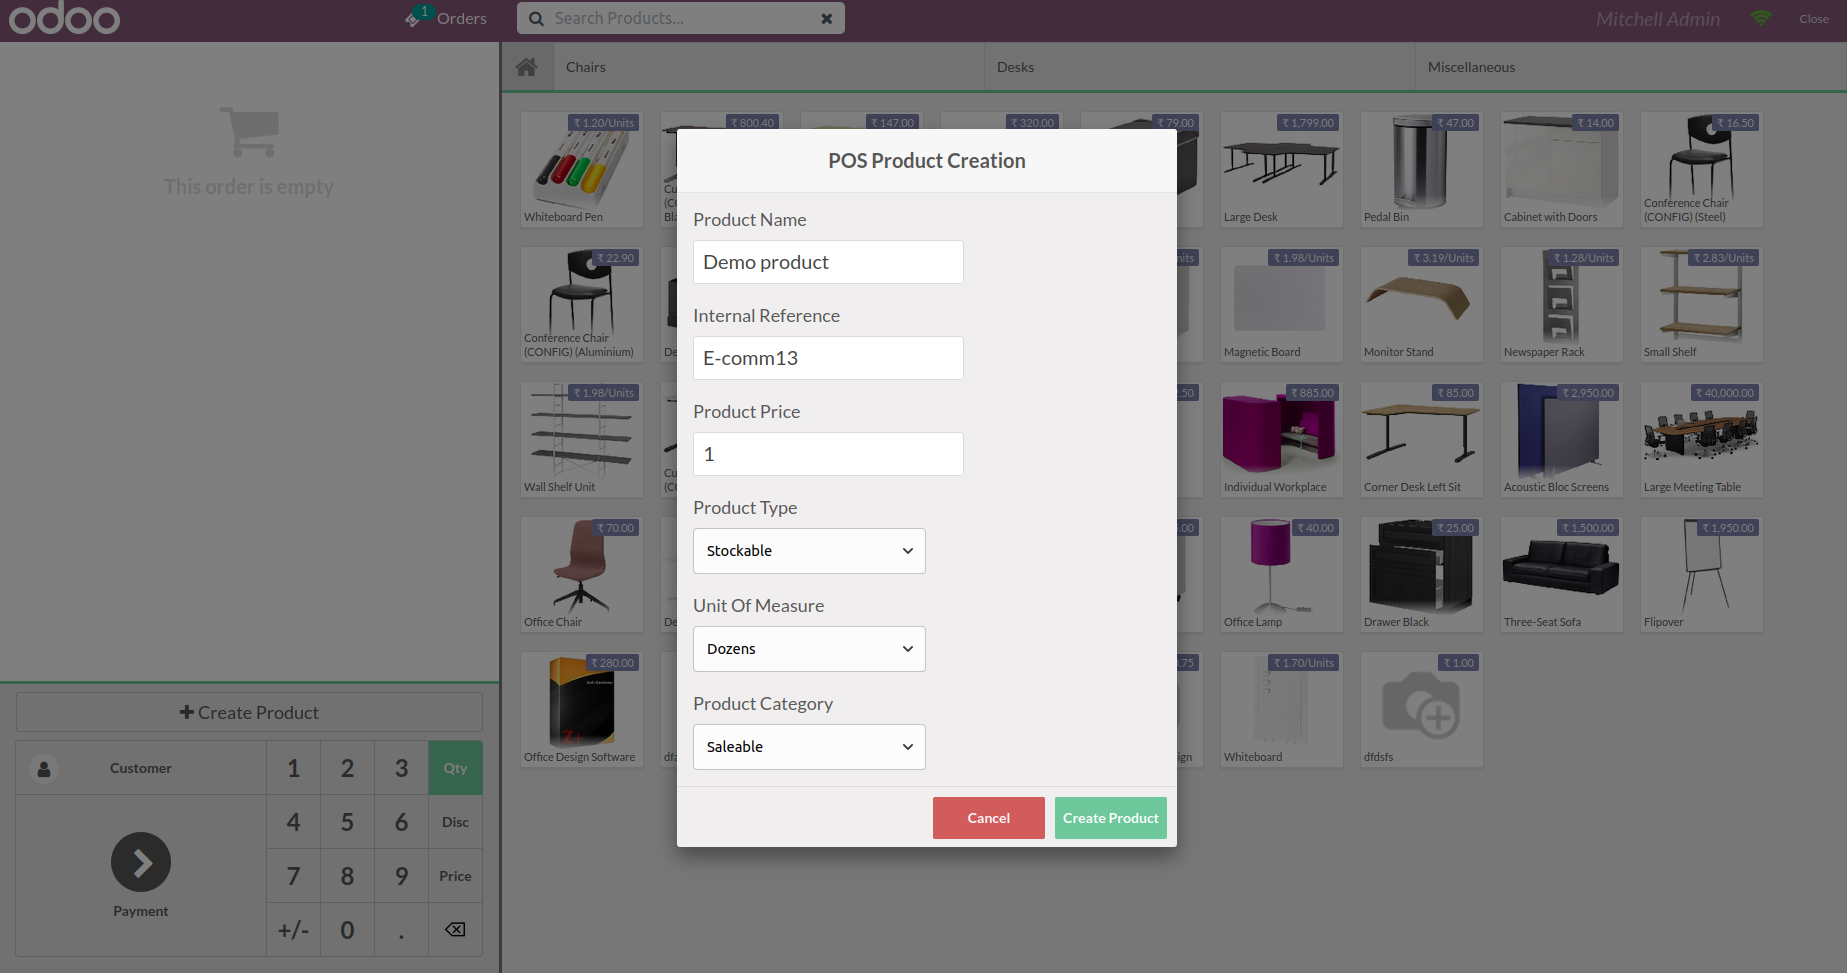 odoo
1
Orders
Search Products...
Mitchell Admin
Close
Chairs
Desks
Miscellaneous
This order is empty
₹ 1.20/Units
₹ 800.40
₹ 147.00
₹ 320.00
₹ 79.00
₹ 1,799.00
₹ 47.00
₹ 14.00
₹ 16.50
Whiteboard Pen
Large Desk
Pedal Bin
Cabinet with Doors
Conference Chair
(CONFIG) (Steel)
₹ 22.90
₹ 1.98/Units
₹ 3.19/Units
₹ 1.28/Units
₹ 2.83/Units
Conference Chair
(CONFIG) (Aluminium)
Magnetic Board
Monitor Stand
Newspaper Rack
Small Shelf
₹ 1.98/Units
₹ 885.00
₹ 85.00
₹ 2,950.00
₹ 40,000.00
Wall Shelf Unit
Individual Workplace
Corner Desk Left Sit
Acoustic Bloc Screens
Large Meeting Table
₹ 70.00
₹ 40.00
₹ 25.00
₹ 1,500.00
₹ 1,950.00
Office Chair
Office Lamp
Drawer Black
Three-Seat Sofa
Flipover
₹ 280.00
₹ 1.70/Units
₹ 1.00
Office Design Software
Whiteboard
dfdsfs
POS Product Creation
Product Name
Demo product
Internal Reference
E-comm13
Product Price
1
Product Type
Stockable
Unit Of Measure
Dozens
Product Category
Saleable
Cancel
Create Product
Create Product
Customer
1 2 3 Qty
4 5 6 Disc
7 8 9 Price
+/- 0 .
Payment